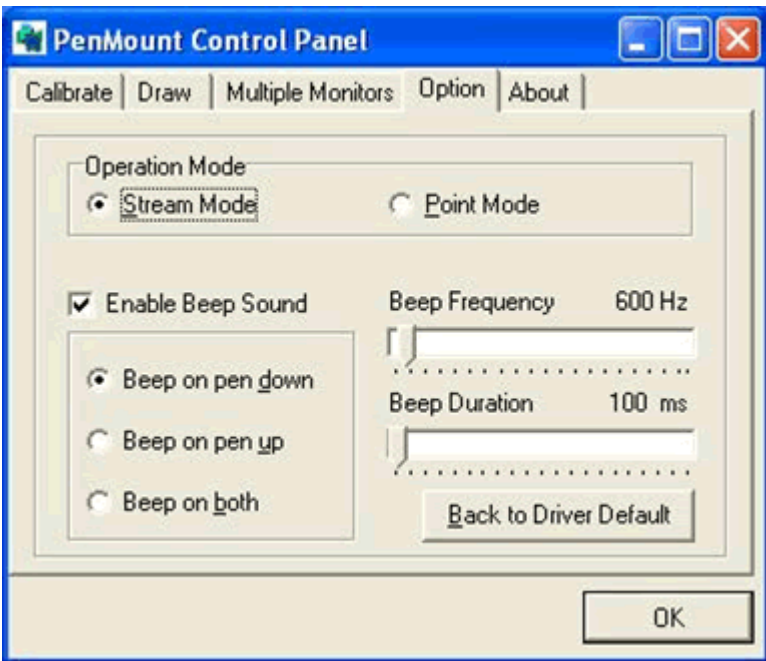 PenMount Control Panel
Calibrate Draw Multiple Monitors Option About
Operation Mode
Stream Mode Point Mode
Enable Beep Sound Beep Frequency 600 Hz
Beep on pen down
Beep Duration 100 ms
Beep on pen up
Beep on both Back to Driver Default
OK